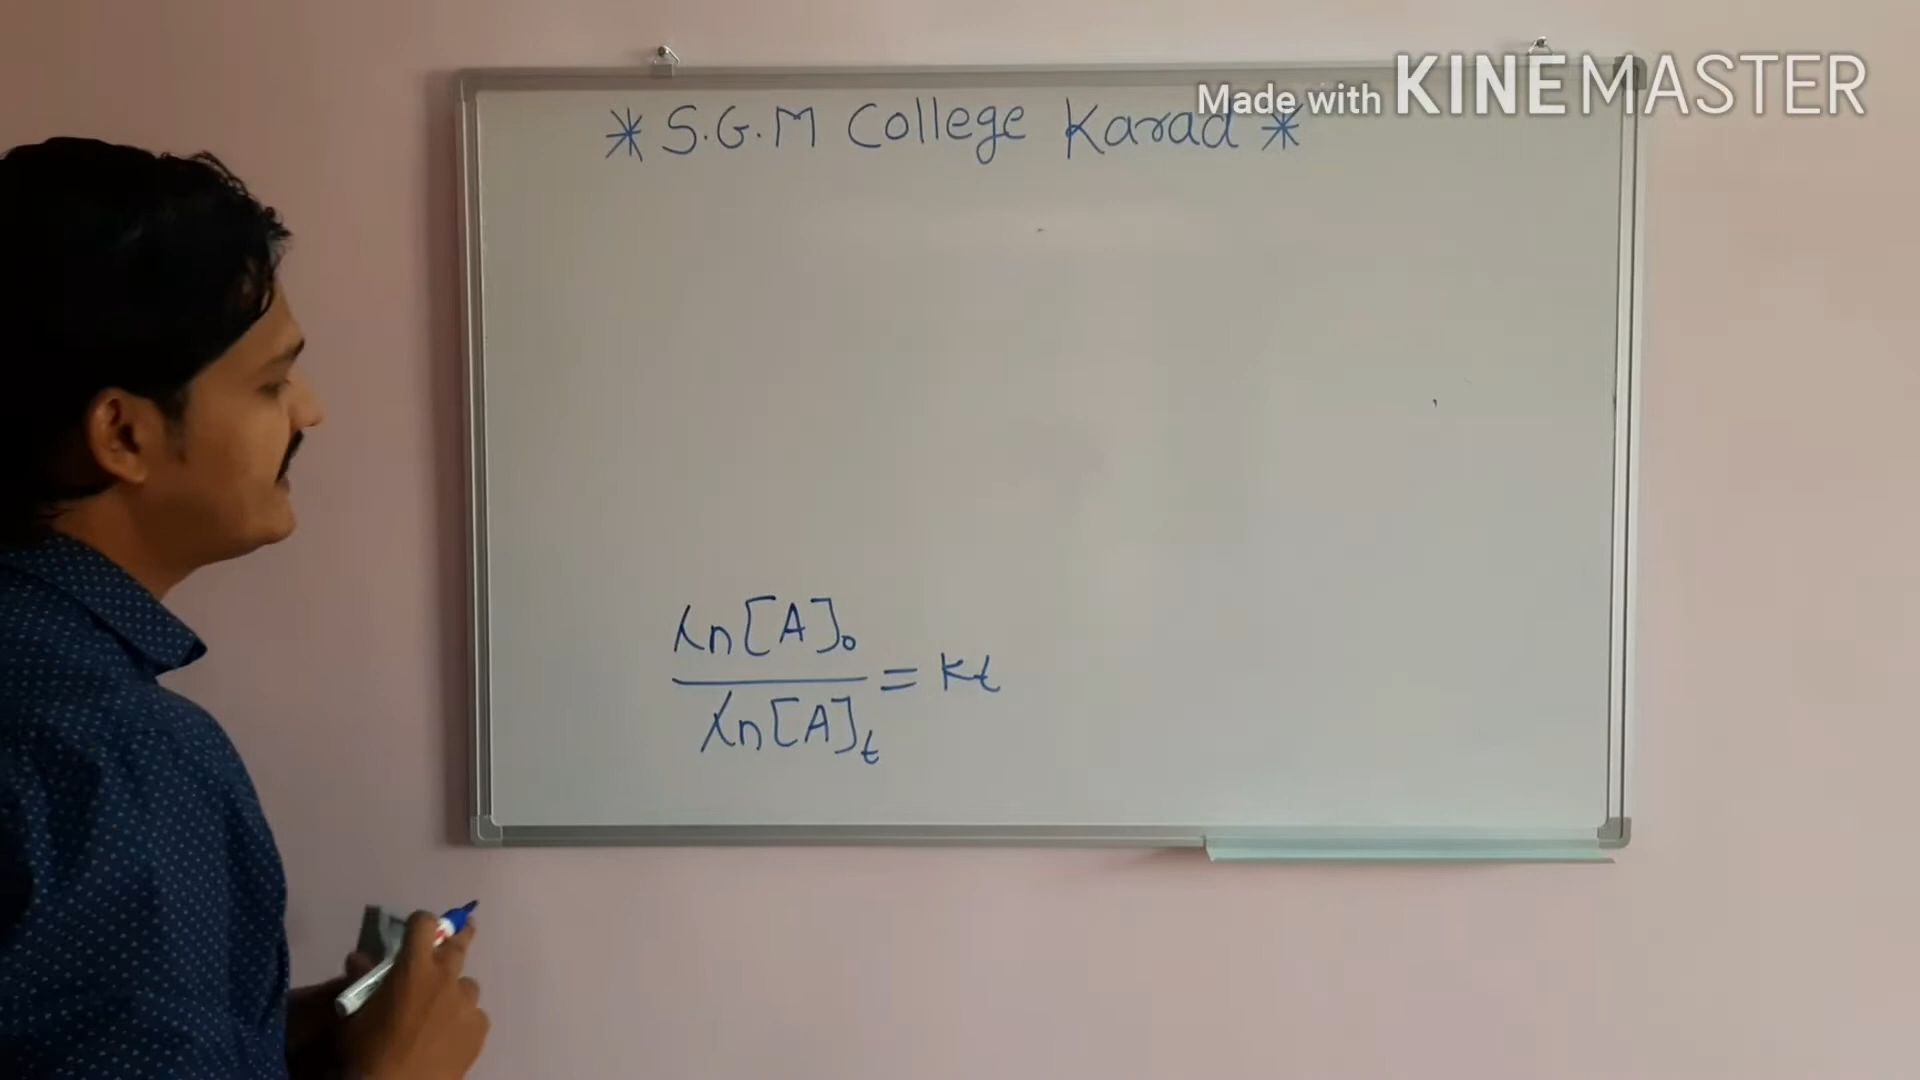 Made with KINEMASTER
* S.G.M College Karad *
ln[A]₀
= kt
ln[A]t